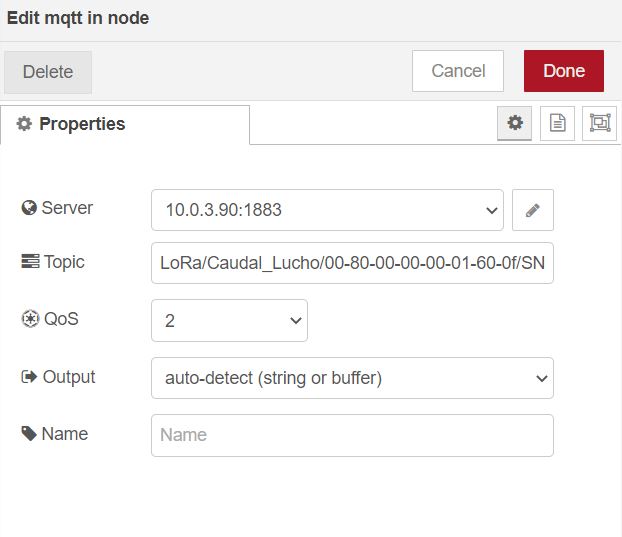 Edit mqtt in node
Delete
Cancel
Done
Properties
Server
10.0.3.90:1883
Topic
LoRa/Caudal_Lucho/00-80-00-00-00-01-60-0f/SN
QoS
2
Output
auto-detect (string or buffer)
Name
Name